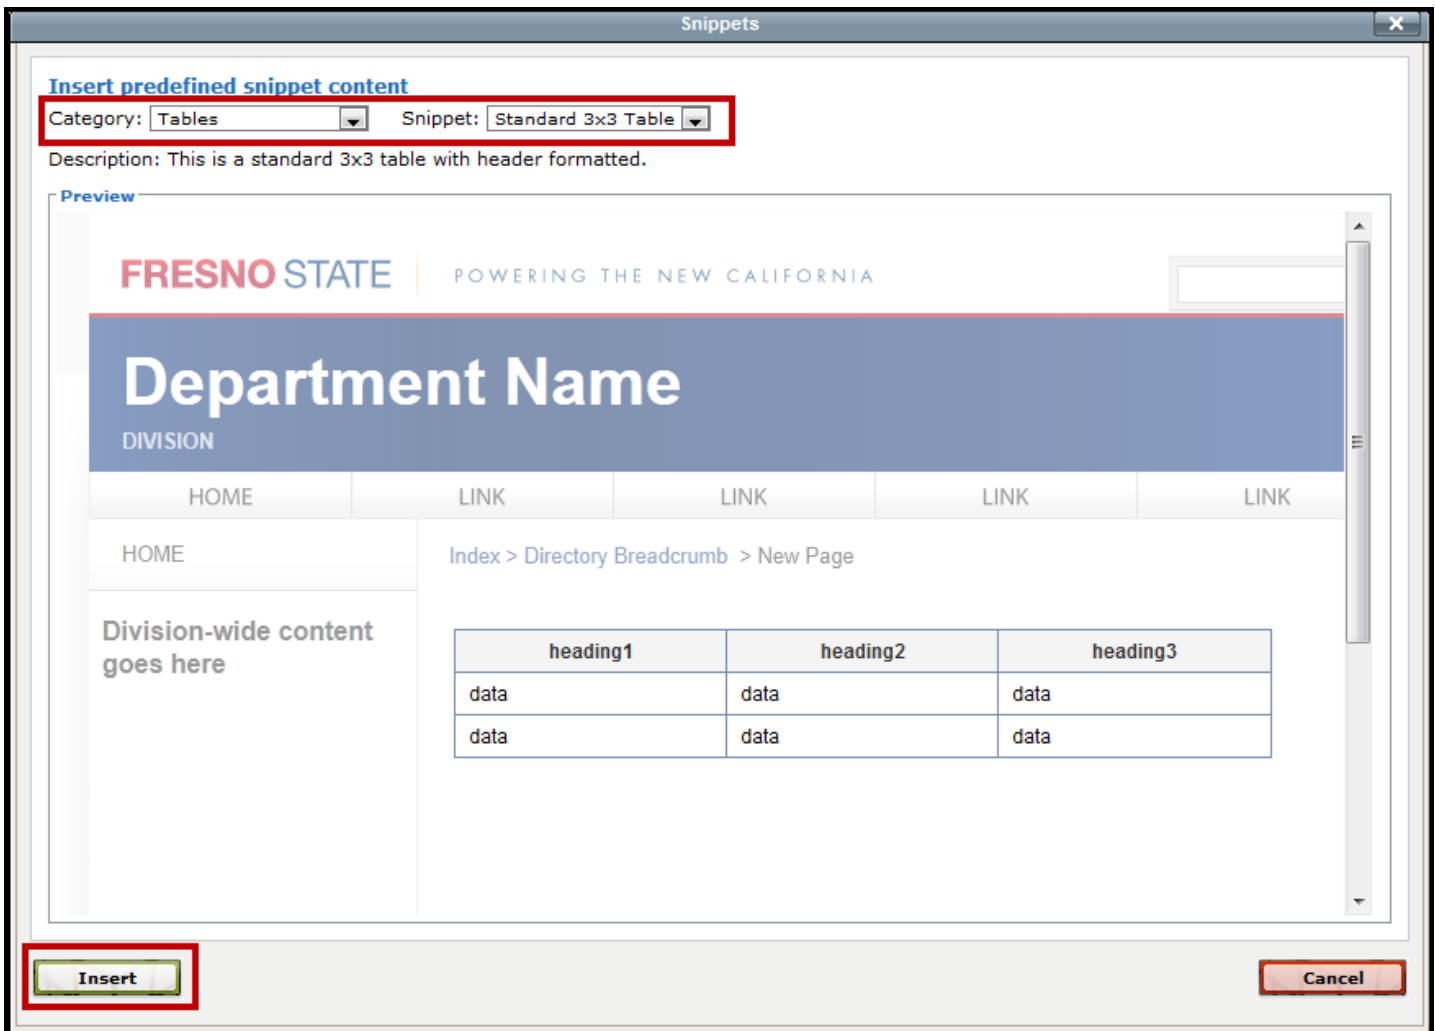 Snippets
Insert predefined snippet content
Category: Tables Snippet: Standard 3x3 Table
Description: This is a standard 3x3 table with header formatted.
Preview
FRESNO STATE POWERING THE NEW CALIFORNIA
Department Name
DIVISION
HOME LINK LINK LINK LINK
HOME
Index > Directory Breadcrumb > New Page
Division-wide content
goes here
heading1 heading2 heading3
data data data
data data data
Insert Cancel